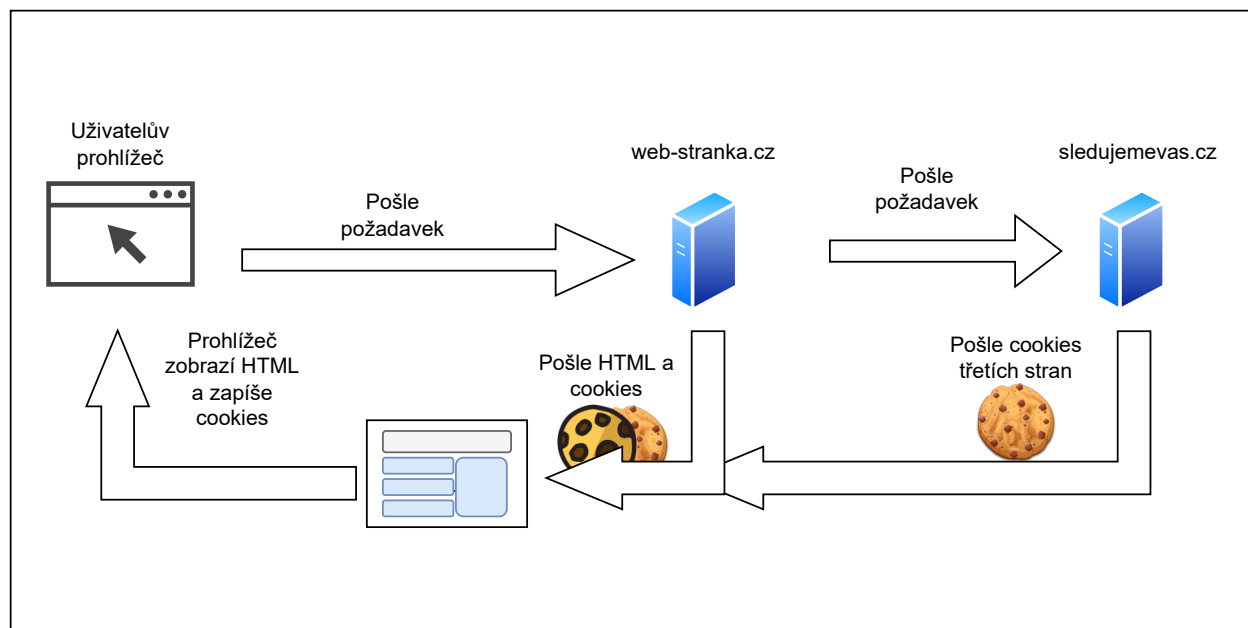 Uživatelův
prohlížeč
web-stranka.cz
sledujemevas.cz
Pošle
požadavek
Pošle
požadavek
Prohlížeč
zobrazí HTML
a zapíše
cookies
Pošle HTML a
cookies
Pošle cookies
třetích stran